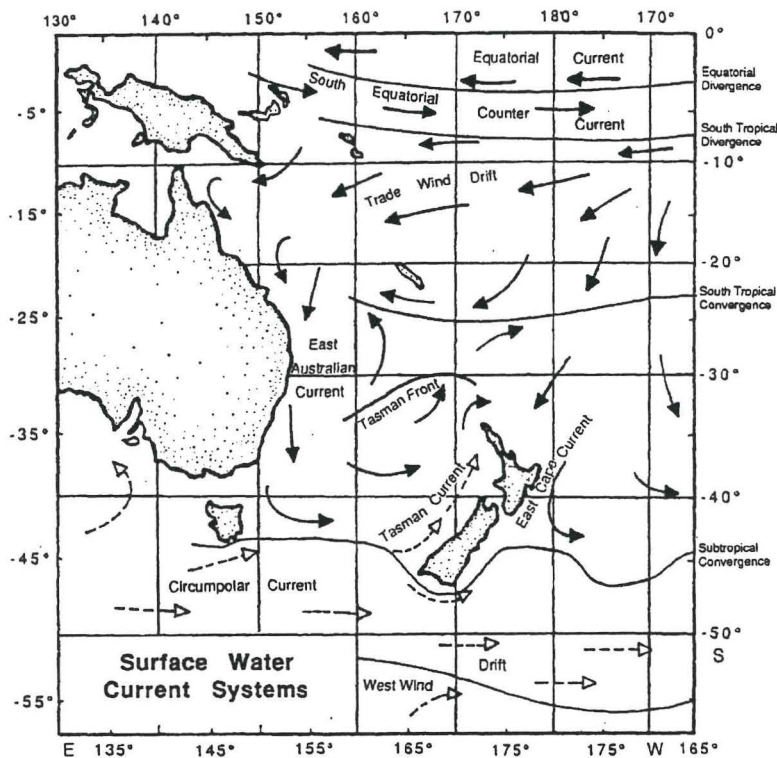 130° 140° 150° 160° 170° 180° 170°
0°
Equatorial Current
South
Equatorial
Divergence
Equatorial
Counter
-5°
Current
South Tropical
Divergence
-10°
Trade Wind Drift
-15°
-20°
South Tropical
Convergence
-25°
East
Australian
-30°
Current
Tasman Front
-35°
Tasman Current
East Cape Current
-40°
-45°
Subtropical
Convergence
Circumpolar Current
-50°
S
Surface Water
Current Systems
Drift
West Wind
-55°
E 135° 145° 155° 165° 175° 175° W 165°